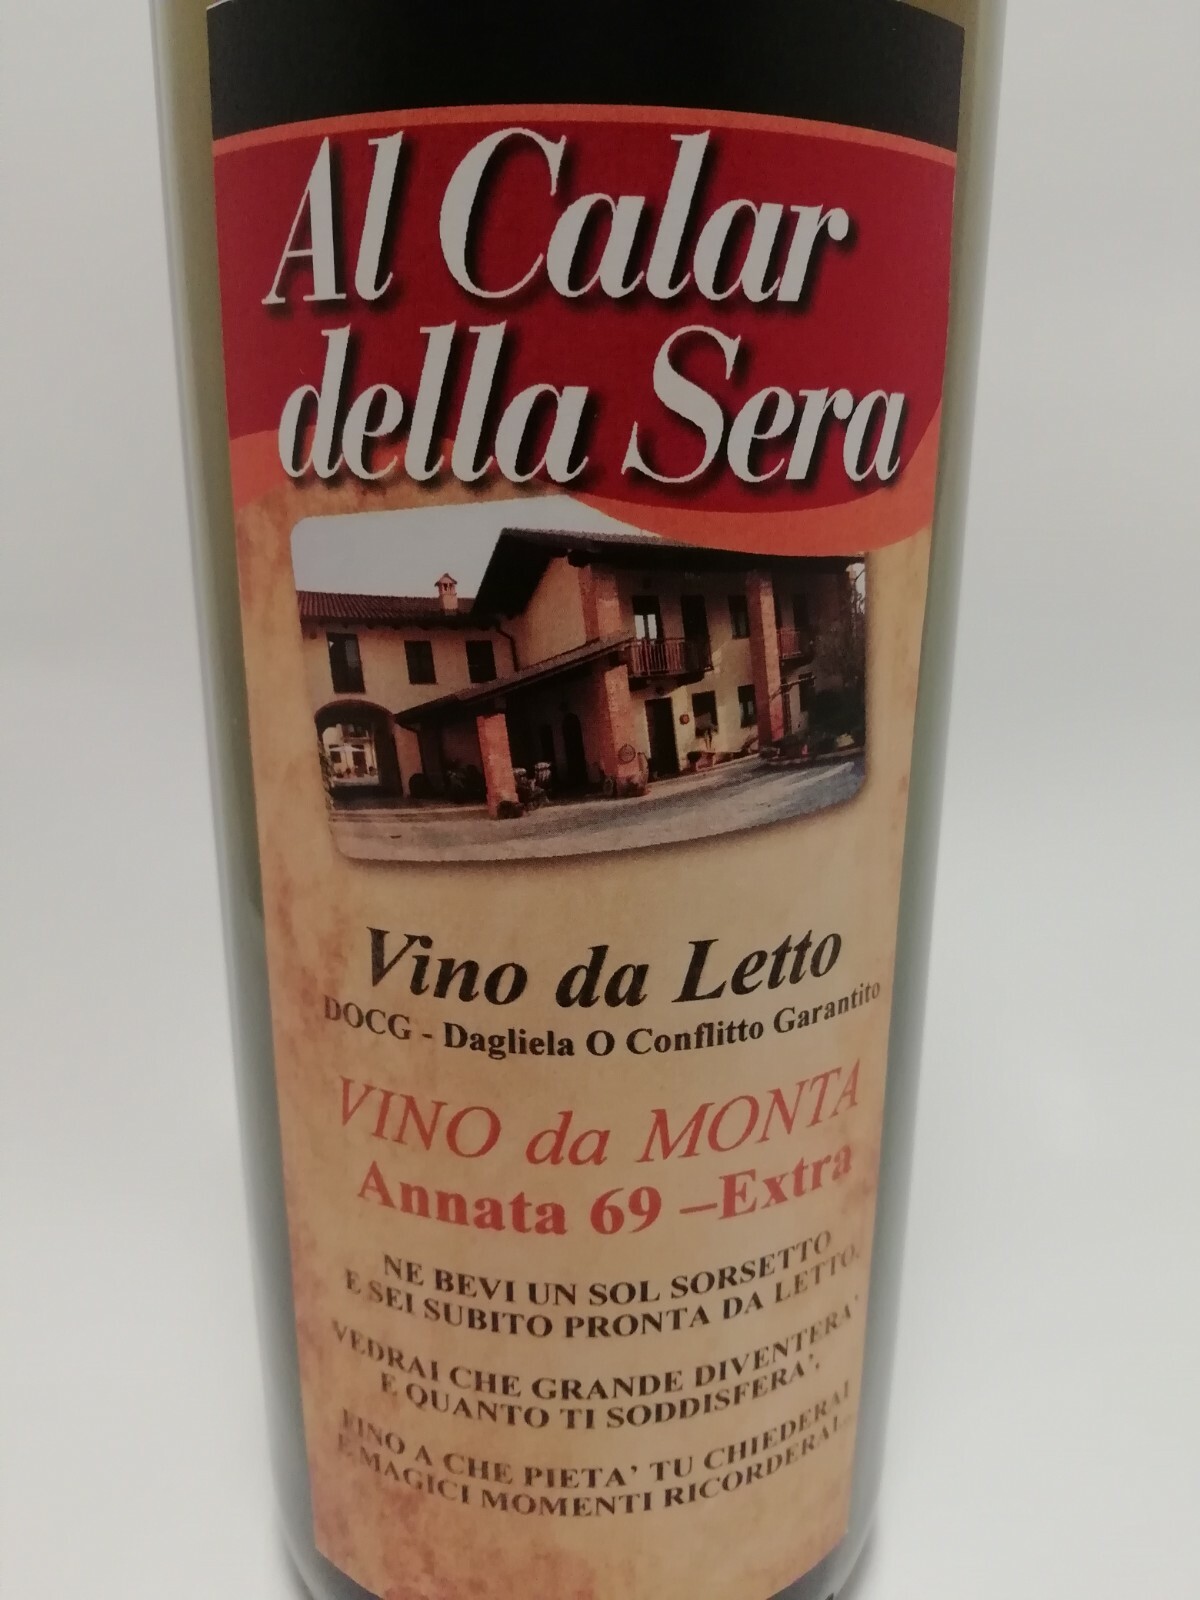 Al Calar
della Sera
Vino da Letto
DOCG - Dagliela O Conflitto Garantito
VINO da MONTA
Annata 69 –Extra
NE BEVI UN SOL SORSETTO
E SEI SUBITO PRONTA DA LETTO.
VEDRAI CHE GRANDE DIVENTERA'
E QUANTO TI SODDISFERA'.
FINO A CHE PIETA' TU CHIEDERAI
E MAGICI MOMENTI RICORDERAI...